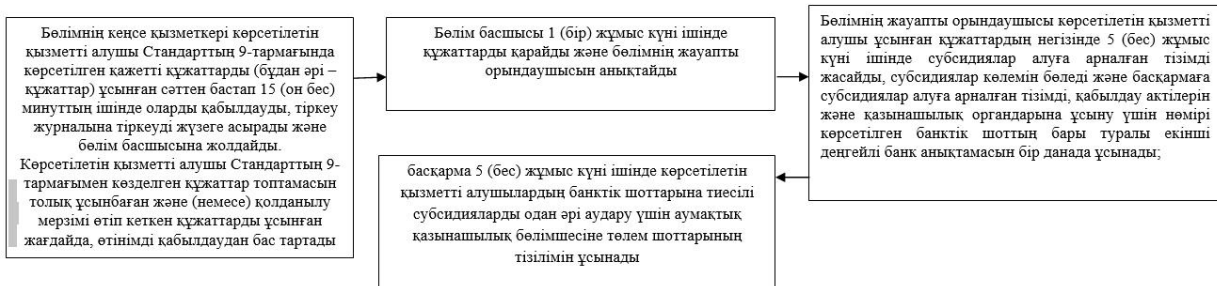 Бөлімнің кеңсе қызметкері көрсетілетін
қызметті алушы Стандарттың 9-тармағында
көрсетілген қажетті құжаттарды (бұдан әрі –
құжаттар) ұсынған сәттен бастап 15 (он бес)
минуттың ішінде оларды қабылдауды, тіркеу
журналына тіркеуді жүзеге асырады және
бөлім басшысына жолдайды.
Көрсетілетін қызметті алушы Стандарттың 9-
тармағымен көзделген құжаттар топтамасын
толық ұсынбаған және (немесе) қолданылу
мерзімі өтіп кеткен құжаттарды ұсынған
жағдайда, өтінімді қабылдаудан бас тартады
Бөлім басшысы 1 (бір) жұмыс күні ішінде
құжаттарды қарайды және бөлімнің жауапты
орындаушысын анықтайды
Бөлімнің жауапты орындаушысы көрсетілетін қызметті
алушы ұсынған құжаттардың негізінде 5 (бес) жұмыс
күні ішінде субсидиялар алуға арналған тізімді
жасайды, субсидиялар көлемін бөледі және басқармаға
субсидиялар алуға арналған тізімді, қабылдау актілерін
және қазынашылық органдарына ұсыну үшін нөмірі
көрсетілген банктік шоттың бары туралы екінші
деңгейлі банк анықтамасын бір данада ұсынады;
басқарма 5 (бес) жұмыс күні ішінде көрсетілетін
қызметті алушылардың банктік шоттарына тиесілі
субсидияларды одан әрі аудару үшін аумақтық
қазынашылық бөлімшесіне төлем шоттарының
тізілімін ұсынады